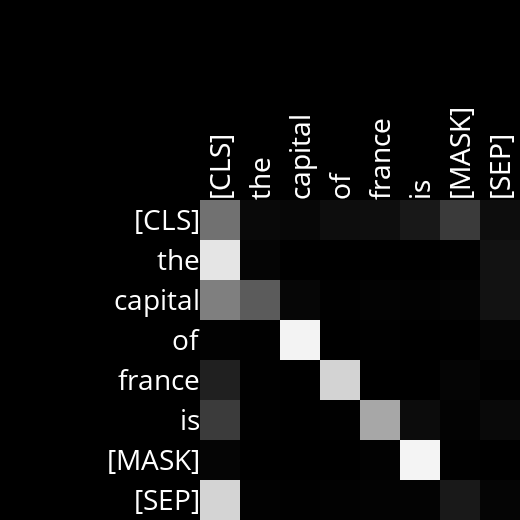 [CLS]
the
capital
of
france
is
[MASK]
[SEP]
[CLS]
the
capital
of
france
is
[MASK]
[SEP]